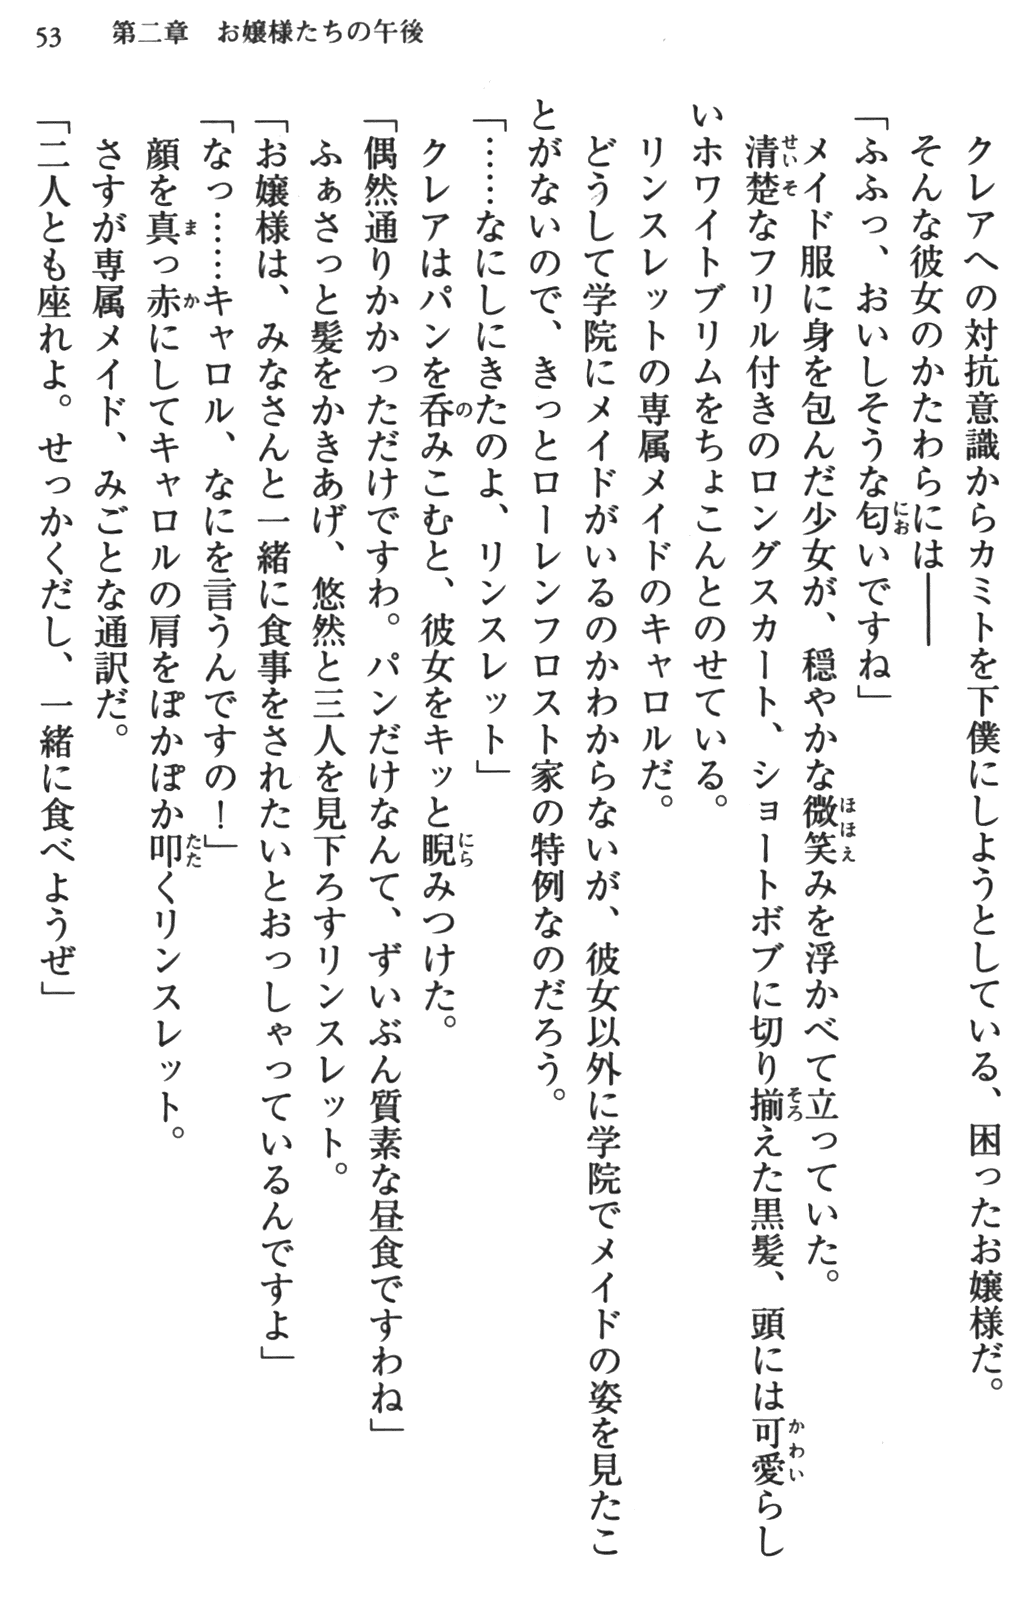 53　第二章　お嬢様たちの午後
　クレアへの対抗意識からカミトを下僕にしようとしている、困ったお嬢様だ。
　そんな彼女のかたわらには――
「ふふっ、おいしそうな匂いですね」
　メイド服に身を包んだ少女が、穏やかな微笑みを浮かべて立っていた。
　清楚なフリル付きのロングスカート、ショートボブに切り揃えた黒髪、頭には可愛らし
いホワイトブリムをちょこんとのせている。
　リンスレットの専属メイドのキャロルだ。
　どうして学院にメイドがいるのかわからないが、彼女以外に学院でメイドの姿を見たこ
とがないので、きっとローレンフロスト家の特例なのだろう。
「……なにしにきたのよ、リンスレット」
　クレアはパンを呑みこむと、彼女をキッと睨みつけた。
「偶然通りかかっただけですわ。パンだけなんて、ずいぶん質素な昼食ですわね」
　ふぁさっと髪をかきあげ、悠然と三人を見下ろすリンスレット。
「お嬢様は、みなさんと一緒に食事をされたいとおっしゃっているんですよ」
「なっ……キャロル、なにを言うんですの！」
　顔を真っ赤にしてキャロルの肩をぽかぽか叩くリンスレット。
　さすが専属メイド、みごとな通訳だ。
「二人とも座れよ。せっかくだし、一緒に食べようぜ」